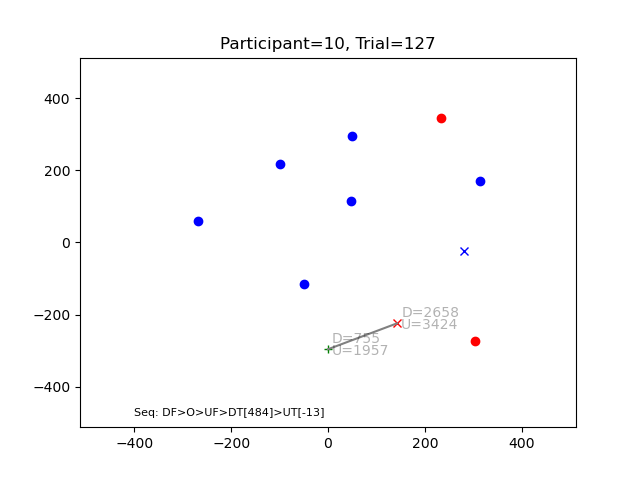 Participant=10, Trial=127
400
200
0
−200
−400
D=2658
U=3424
D=755
U=1957
Seq: DF>O>UF>DT[484]>UT[-13]
−400
−200
0
200
400